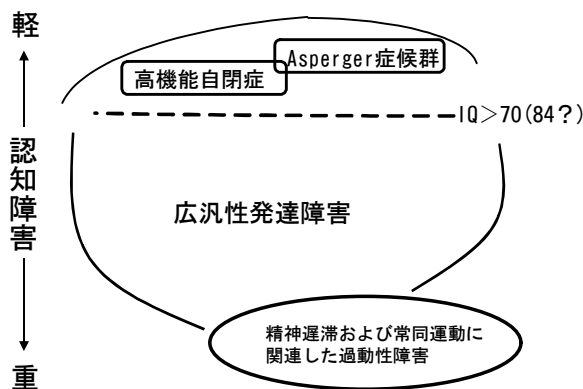 軽
Asperger症候群
高機能自閉症
IQ＞70(84?)
認知障害
広汎性発達障害
精神遅滞および常同運動に
関連した過動性障害
重